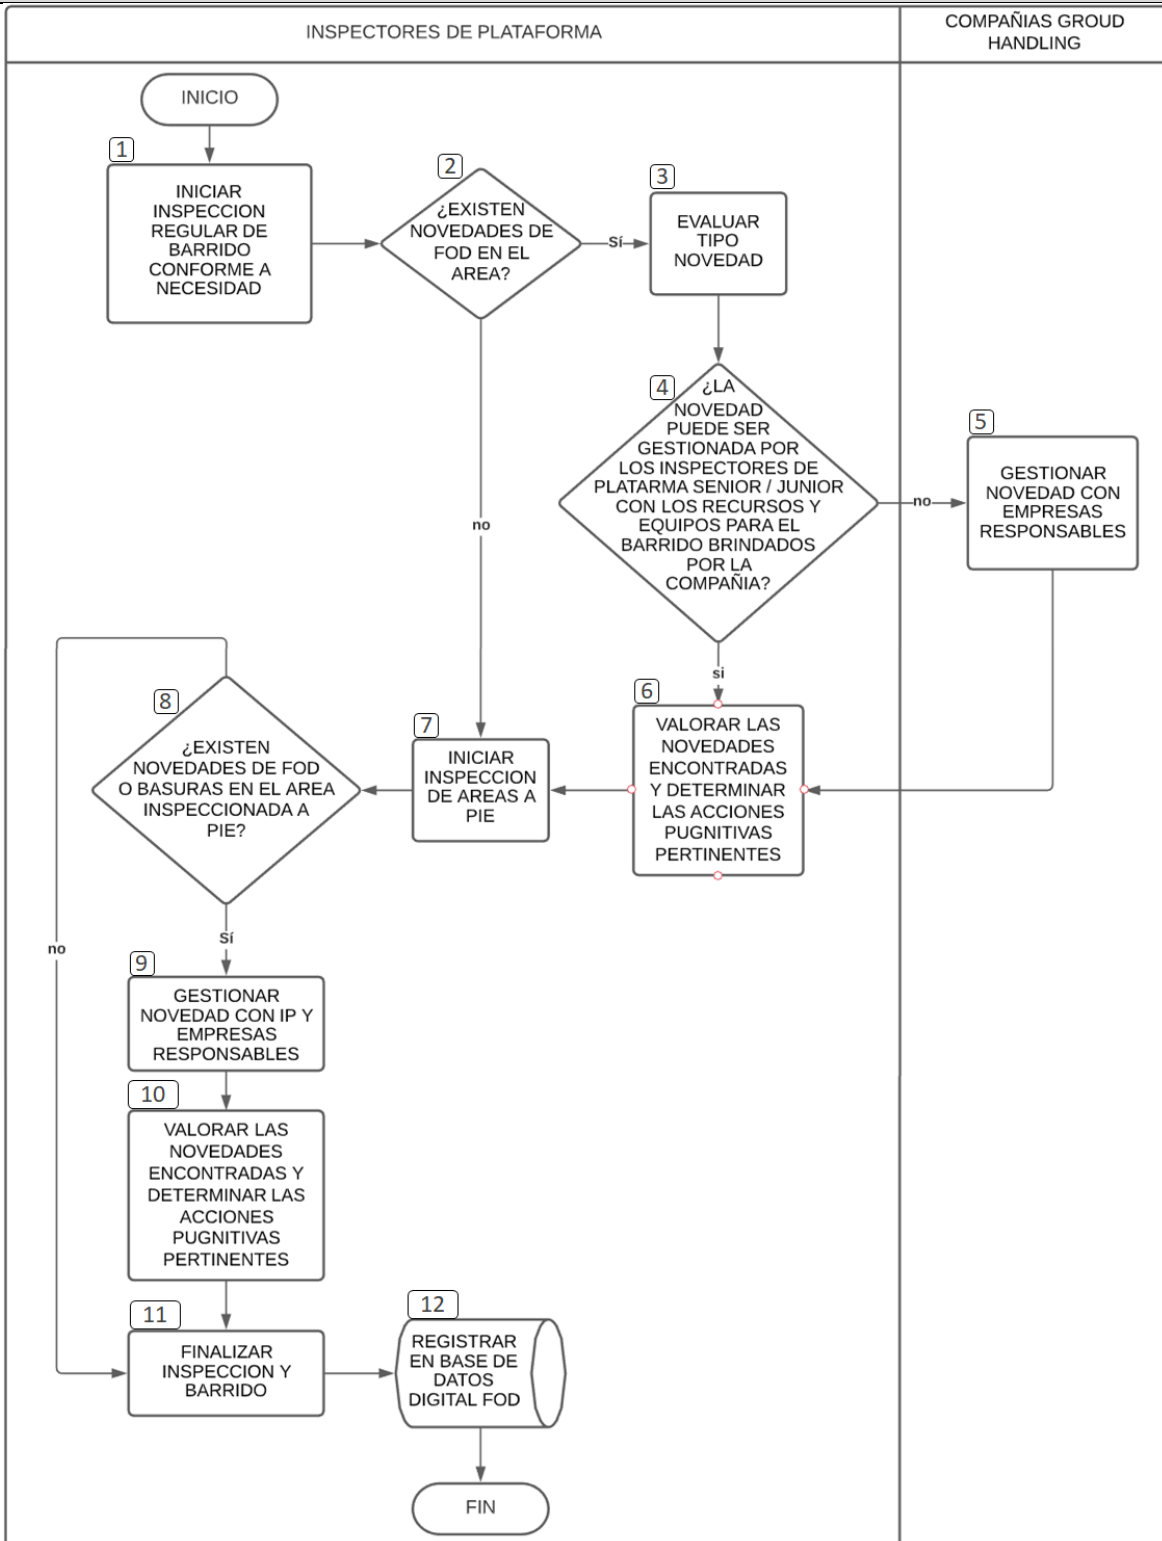 INSPECTORES DE PLATAFORMA
COMPAÑIAS GROUD
HANDLING
INICIO
1
INICIAR
INSPECCION
REGULAR DE
BARRIDO
CONFORME A
NECESIDAD
2
¿EXISTEN
NOVEDADES DE
FOD EN EL
AREA?
Sí
3
EVALUAR
TIPO
NOVEDAD
4
¿LA
NOVEDAD
PUEDE SER
GESTIONADA POR
LOS INSPECTORES DE
PLATARMA SENIOR / JUNIOR
CON LOS RECURSOS Y
EQUIPOS PARA EL
BARRIDO BRINDADOS
POR LA
COMPAÑIA?
no
5
GESTIONAR
NOVEDAD CON
EMPRESAS
RESPONSABLES
no
si
6
VALORAR LAS
NOVEDADES
ENCONTRADAS
Y DETERMINAR
LAS ACCIONES
PUGNITIVAS
PERTINENTES
7
INICIAR
INSPECCION
DE AREAS A
PIE
8
¿EXISTEN
NOVEDADES DE FOD
O BASURAS EN EL AREA
INSPECCIONADA A
PIE?
no
Sí
9
GESTIONAR
NOVEDAD CON IP Y
EMPRESAS
RESPONSABLES
10
VALORAR LAS
NOVEDADES
ENCONTRADAS Y
DETERMINAR LAS
ACCIONES
PUGNITIVAS
PERTINENTES
11
FINALIZAR
INSPECCION Y
BARRIDO
12
REGISTRAR
EN BASE DE
DATOS
DIGITAL FOD
FIN